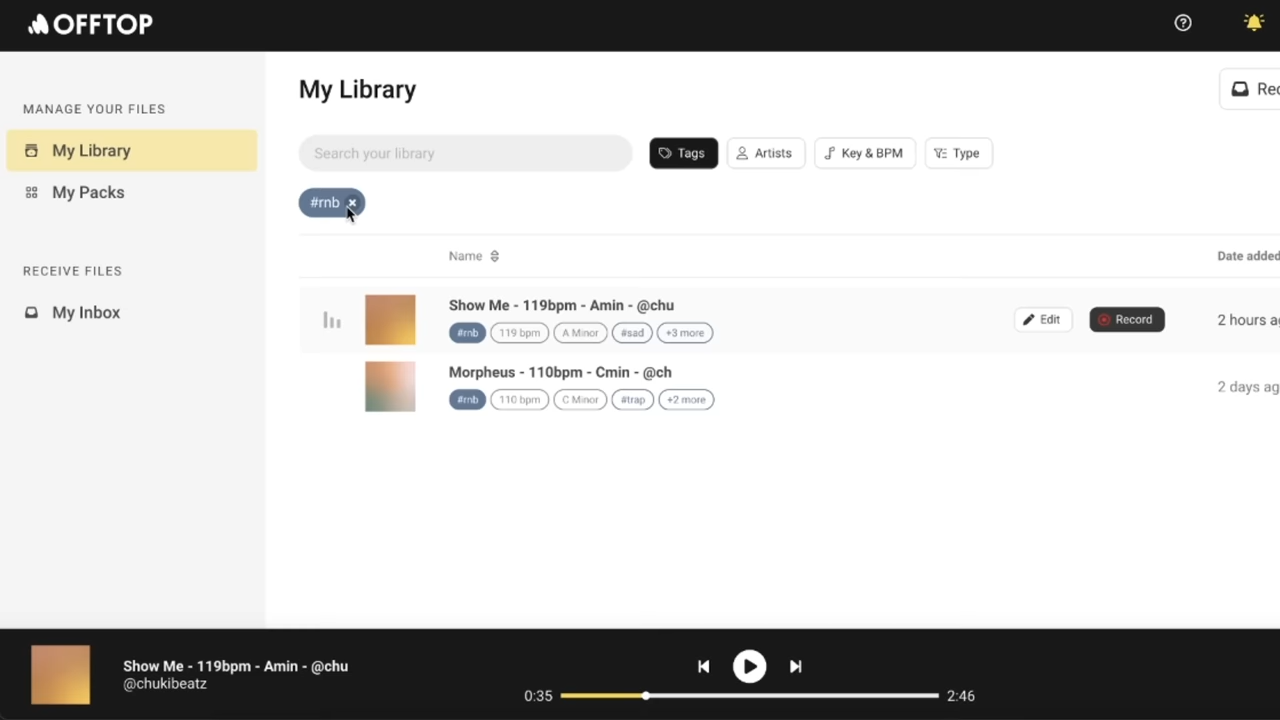 OFFTOP
MANAGE YOUR FILES
My Library
My Packs
RECEIVE FILES
My Inbox
My Library
Rec
Search your library
Tags
Artists
Key & BPM
Type
#rnb
Name
Date added
Show Me - 119bpm - Amin - @chu
#rnb 119 bpm A Minor #sad +3 more
Edit
Record
2 hours ag
Morpheus - 110bpm - Cmin - @ch
#rnb 110 bpm C Minor #trap +2 more
2 days ag
Show Me - 119bpm - Amin - @chu
@chukibeatz
0:35
2:46